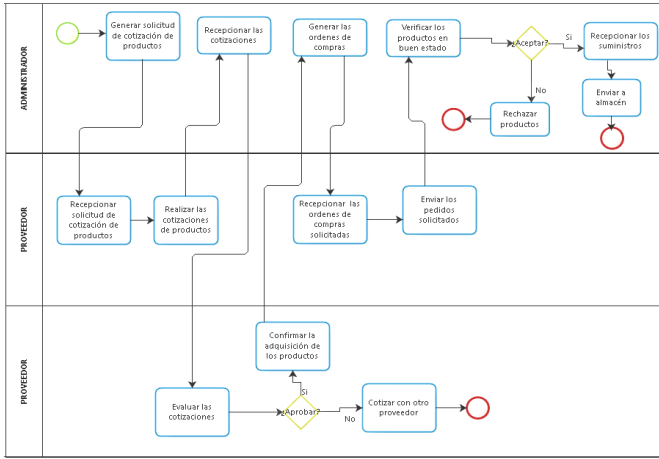 ADMINISTRADOR
Generar solicitud
de cotización de
productos
Recepcionar las
cotizaciones
Generar las
ordenes de
compras
Verificar los
productos en
buen estado
¿Aceptar?
Si
Recepcionar los
suministros
No
Rechazar
productos
Enviar a
almacén
PROVEEDOR
Recepcionar
solicitud de
cotización de
productos
Realizar las
cotizaciones
de productos
Recepcionar las
ordenes de
compras
solicitadas
Enviar los
pedidos
solicitados
PROVEEDOR
Confirmar la
adquisición de
los productos
Si
Evaluar las
cotizaciones
¿Aprobar?
No
Cotizar con otro
proveedor